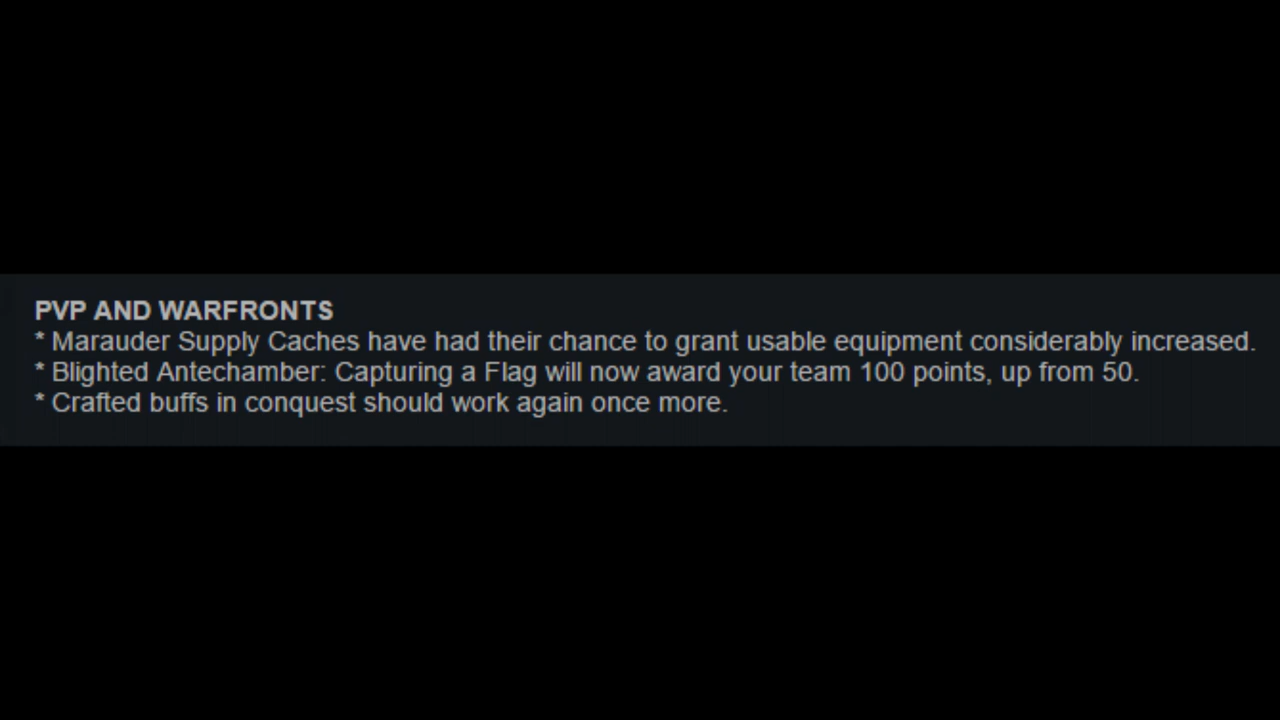 PVP AND WARFRONTS
* Marauder Supply Caches have had their chance to grant usable equipment considerably increased.
* Blighted Antechamber: Capturing a Flag will now award your team 100 points, up from 50.
* Crafted buffs in conquest should work again once more.